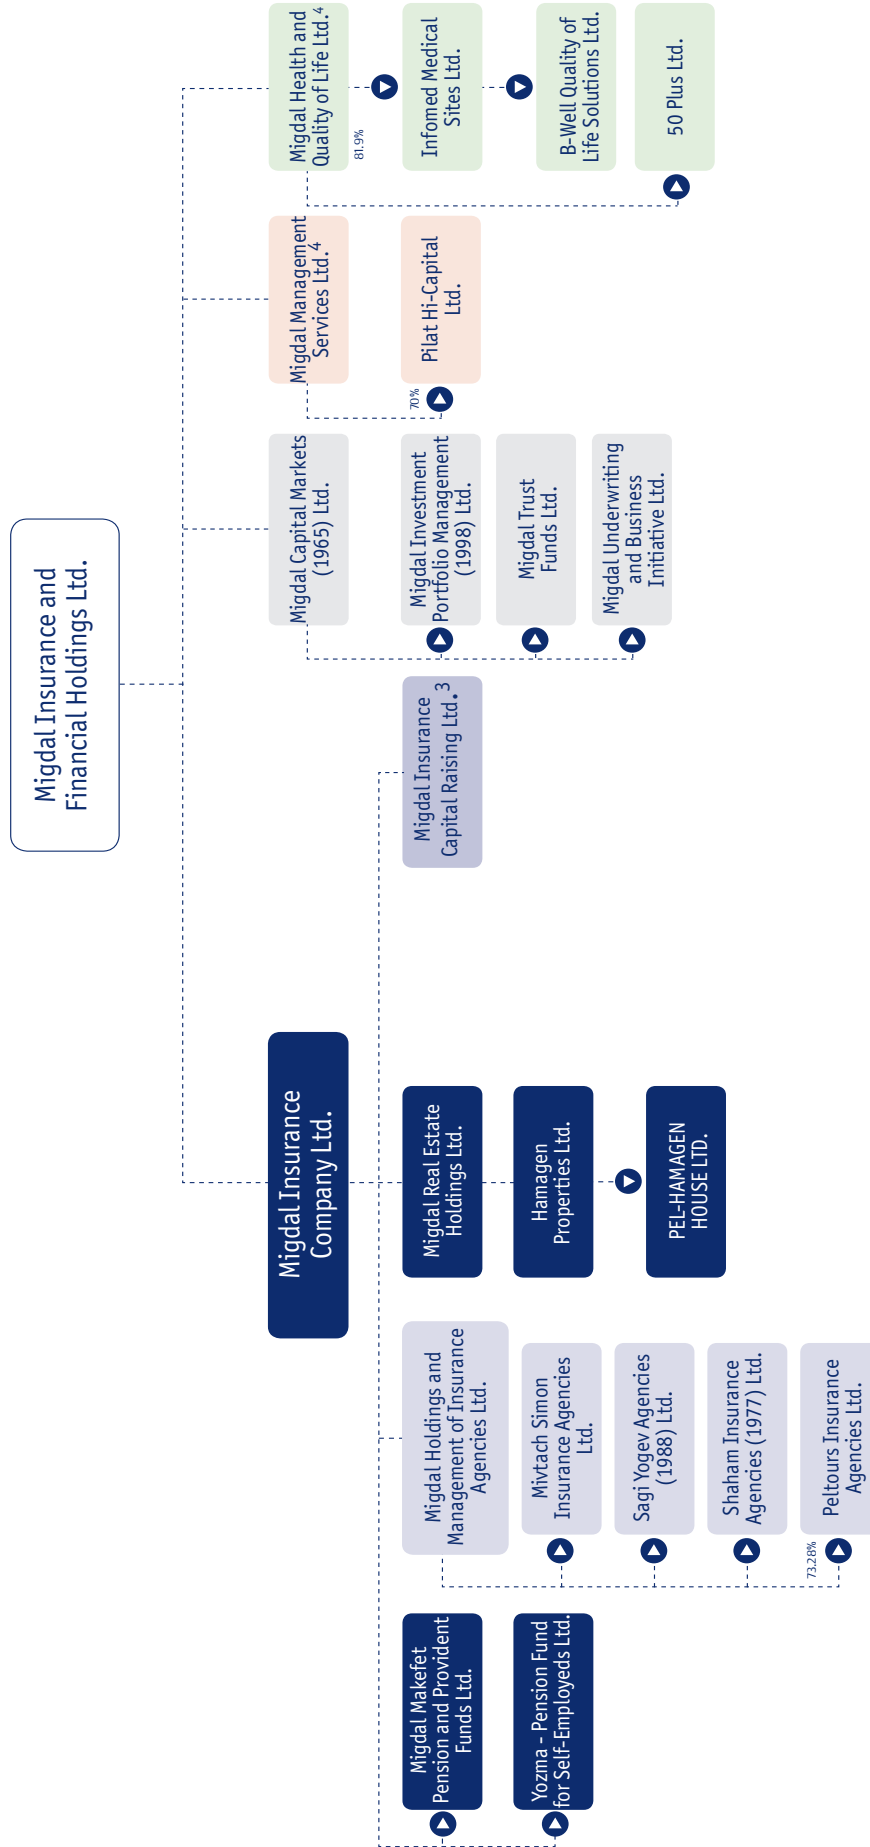 Migdal Insurance and
Financial Holdings Ltd.
Migdal Insurance
Company Ltd.
Migdal Capital Markets
(1965) Ltd.
Migdal Management
Services Ltd.4
Migdal Health and
Quality of Life Ltd.4
81.9%
Migdal Makefet
Pension and Provident
Funds Ltd.
Yozma - Pension Fund
for Self-Employeds Ltd.
Migdal Holdings and
Management of Insurance
Agencies Ltd.
Mivtach Simon
Insurance Agencies
Ltd.
Sagi Yogev Agencies
(1988) Ltd.
Shaham Insurance
Agencies (1977) Ltd.
73.28%
Peltours Insurance
Agencies Ltd.
Migdal Real Estate
Holdings Ltd.
Hamagen
Properties Ltd.
PEL-HAMAGEN
HOUSE LTD.
Migdal Insurance
Capital Raising Ltd. 3
Migdal Investment
Portfolio Management
(1998) Ltd.
Migdal Trust
Funds Ltd.
Migdal Underwriting
and Business
Initiative Ltd.
70%
Pilat Hi-Capital
Ltd.
Infomed Medical
Sites Ltd.
B-Well Quality of
Life Solutions Ltd.
50 Plus Ltd.